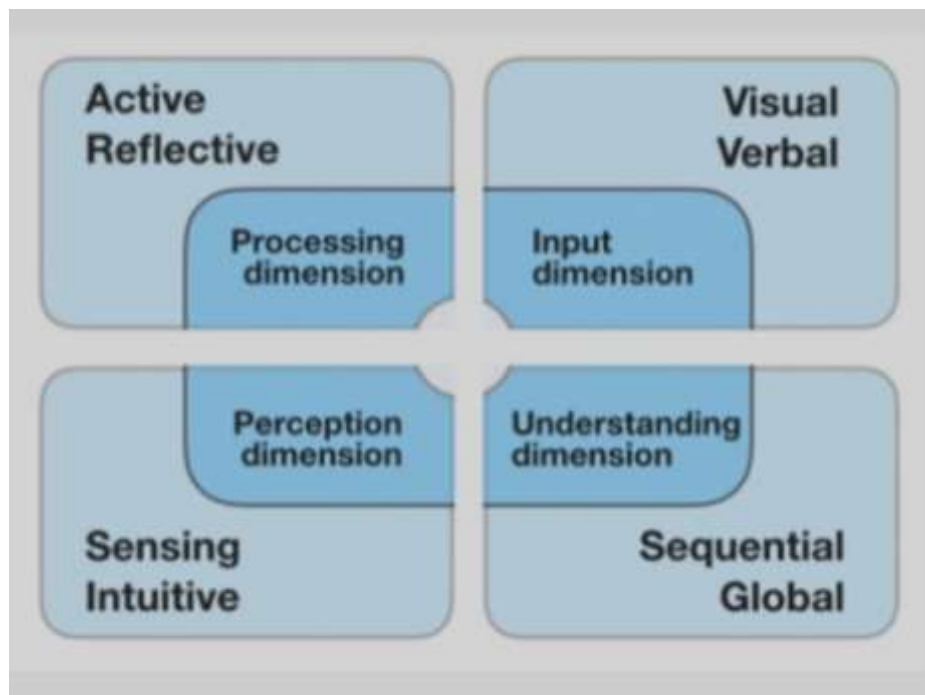 Active
Reflective
Processing
dimension
Visual
Verbal
Input
dimension
Perception
dimension
Sensing
Intuitive
Understanding
dimension
Sequential
Global